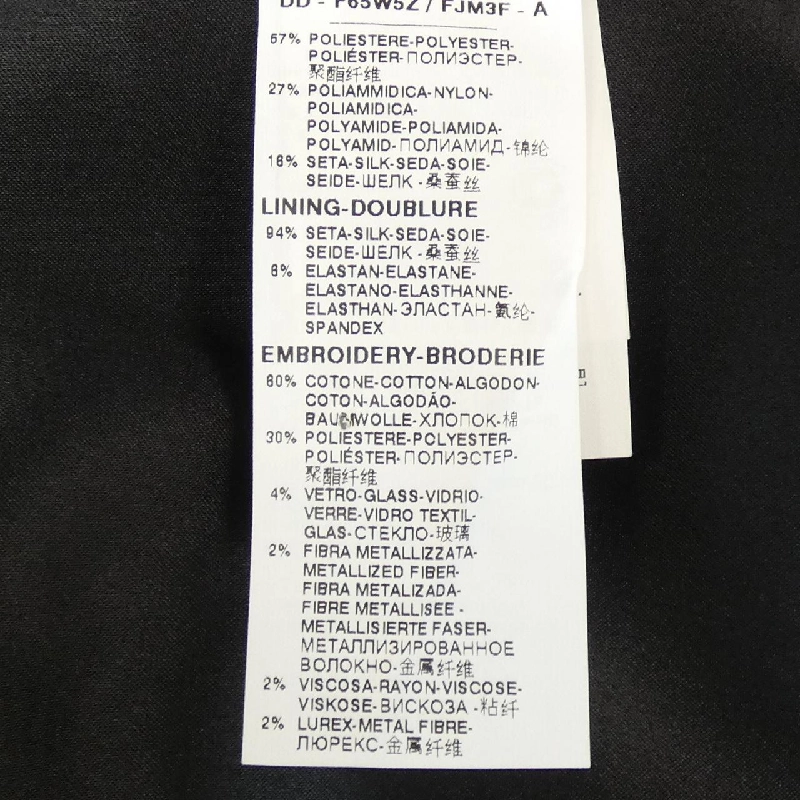 DD - F65W5Z / FJM3F - A
57% POLIESTERE-POLYESTER-
POLIÉSTER-ПОЛИЭСТЕР-
聚酯纤维
27% POLIAMMIDICA-NYLON-
POLIAMIDICA-
POLYAMIDE-POLIAMIDA-
POLYAMID-ПОЛИАМИД-锦纶
16% SETA-SILK-SEDA-SOIE-
SEIDE-ШЕЛК -桑蚕丝
LINING-DOUBLURE
94% SETA-SILK-SEDA-SOIE-
SEIDE-ШЕЛК -桑蚕丝
6% ELASTAN-ELASTANE-
ELASTANO-ELASTHANNE-
ELASTHAN-ЭЛАСТАН-氨纶-
SPANDEX
EMBROIDERY-BRODERIE
60% COTONE-COTTON-ALGODON-
COTON-ALGODÃO-
BAUMWOLLE-ХЛОПОК-棉
30% POLIESTERE-POLYESTER-
POLIÉSTER-ПОЛИЭСТЕР-
聚酯纤维
4% VETRO-GLASS-VIDRIO-
VERRE-VIDRO TEXTIL-
GLAS-СТЕКЛО-玻璃
2% FIBRA METALLIZZATA-
METALLIZED FIBER-
FIBRA METALIZADA-
FIBRE METALLISEE -
METALLISIERTE FASER-
МЕТАЛЛИЗИРОВАННОЕ
ВОЛОКНО-金属纤维
2% VISCOSA-RAYON-VISCOSE-
VISKOSE-ВИСКОЗА -粘纤
2% LUREX-METAL FIBRE-
ЛЮРЕКС-金属纤维